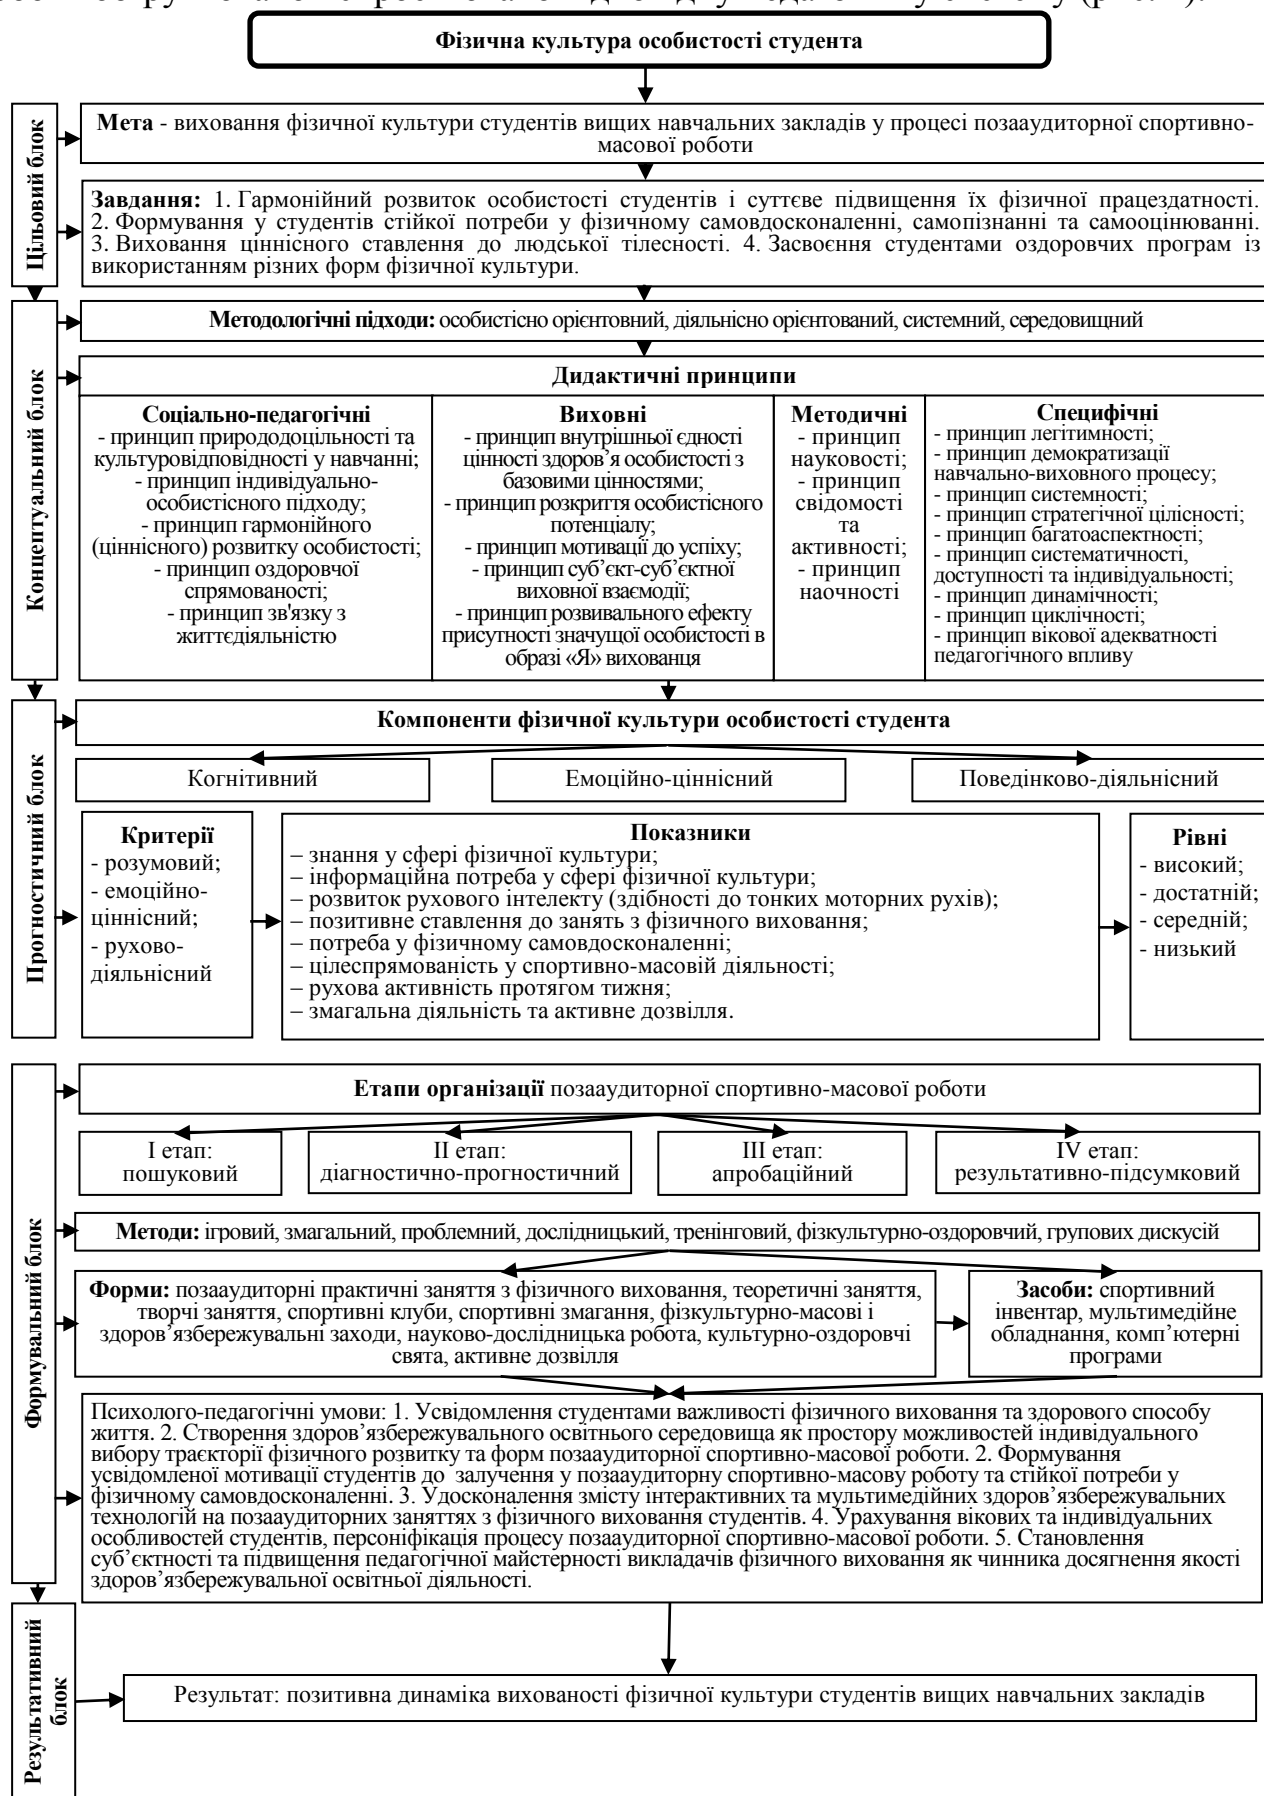 Фізична культура особистості студента
Цільовий блок
Мета - виховання фізичної культури студентів вищих навчальних закладів у процесі позааудиторної спортивно-
масової роботи
Завдання: 1. Гармонійний розвиток особистості студентів і суттєве підвищення їх фізичної працездатності.
2. Формування у студентів стійкої потреби у фізичному самовдосконаленні, самопізнанні та самооцінюванні.
3. Виховання ціннісного ставлення до людської тілесності. 4. Засвоєння студентами оздоровчих програм із
використанням різних форм фізичної культури.
Концептуальний блок
Методологічні підходи: особистісно орієнтовний, діяльнісно орієнтований, системний, середовищний
Дидактичні принципи
Соціально-педагогічні
- принцип природодоцільності та
культуровідповідності у навчанні;
- принцип індивідуально-
особистісного підходу;
- принцип гармонійного
(ціннісного) розвитку особистості;
- принцип оздоровчої
спрямованості;
- принцип зв'язку з
життєдіяльністю
Виховні
- принцип внутрішньої єдності
цінності здоров’я особистості з
базовими цінностями;
- принцип розкриття особистісного
потенціалу;
- принцип мотивації до успіху;
- принцип суб’єкт-суб’єктної
виховної взаємодії;
- принцип розвивального ефекту
присутності значущої особистості в
образі «Я» вихованця
Методичні
- принцип
науковості;
- принцип
свідомості
та
активності;
- принцип
наочності
Специфічні
- принцип легітимності;
- принцип демократизації
навчально-виховного процесу;
- принцип системності;
- принцип стратегічної цілісності;
- принцип багатоаспектності;
- принцип систематичності,
доступності та індивідуальності;
- принцип динамічності;
- принцип циклічності;
- принцип вікової адекватності
педагогічного впливу
Прогностичний блок
Компоненти фізичної культури особистості студента
Когнітивний
Емоційно-ціннісний
Поведінково-діяльнісний
Критерії
- розумовий;
- емоційно-
ціннісний;
- рухово-
діяльнісний
Показники
– знання у сфері фізичної культури;
– інформаційна потреба у сфері фізичної культури;
– розвиток рухового інтелекту (здібності до тонких моторних рухів);
– позитивне ставлення до занять з фізичного виховання;
– потреба у фізичному самовдосконаленні;
– цілеспрямованість у спортивно-масовій діяльності;
– рухова активність протягом тижня;
– змагальна діяльність та активне дозвілля.
Рівні
- високий;
- достатній;
- середній;
- низький
Формувальний блок
Етапи організації позааудиторної спортивно-масової роботи
І етап:
пошуковий
ІІ етап:
діагностично-прогностичний
ІІІ етап:
апробаційний
IV етап:
результативно-підсумковий
Методи: ігровий, змагальний, проблемний, дослідницький, тренінговий, фізкультурно-оздоровчий, групових дискусій
Форми: позааудиторні практичні заняття з фізичного виховання, теоретичні заняття,
творчі заняття, спортивні клуби, спортивні змагання, фізкультурно-масові і
здоров’язбережувальні заходи, науково-дослідницька робота, культурно-оздоровчі
свята, активне дозвілля
Засоби: спортивний
інвентар, мультимедійне
обладнання, комп’ютерні
програми
Психолого-педагогічні умови: 1. Усвідомлення студентами важливості фізичного виховання та здорового способу
життя. 2. Створення здоров’язбережувального освітнього середовища як простору можливостей індивідуального
вибору траєкторії фізичного розвитку та форм позааудиторної спортивно-масової роботи. 2. Формування
усвідомленої мотивації студентів до залучення у позааудиторну спортивно-масову роботу та стійкої потреби у
фізичному самовдосконаленні. 3. Удосконалення змісту інтерактивних та мультимедійних здоров’язбережувальних
технологій на позааудиторних заняттях з фізичного виховання студентів. 4. Урахування вікових та індивідуальних
особливостей студентів, персоніфікація процесу позааудиторної спортивно-масової роботи. 5. Становлення
суб’єктності та підвищення педагогічної майстерності викладачів фізичного виховання як чинника досягнення якості
здоров’язбережувальної освітньої діяльності.
Результативний
блок
Результат: позитивна динаміка вихованості фізичної культури студентів вищих навчальних закладів